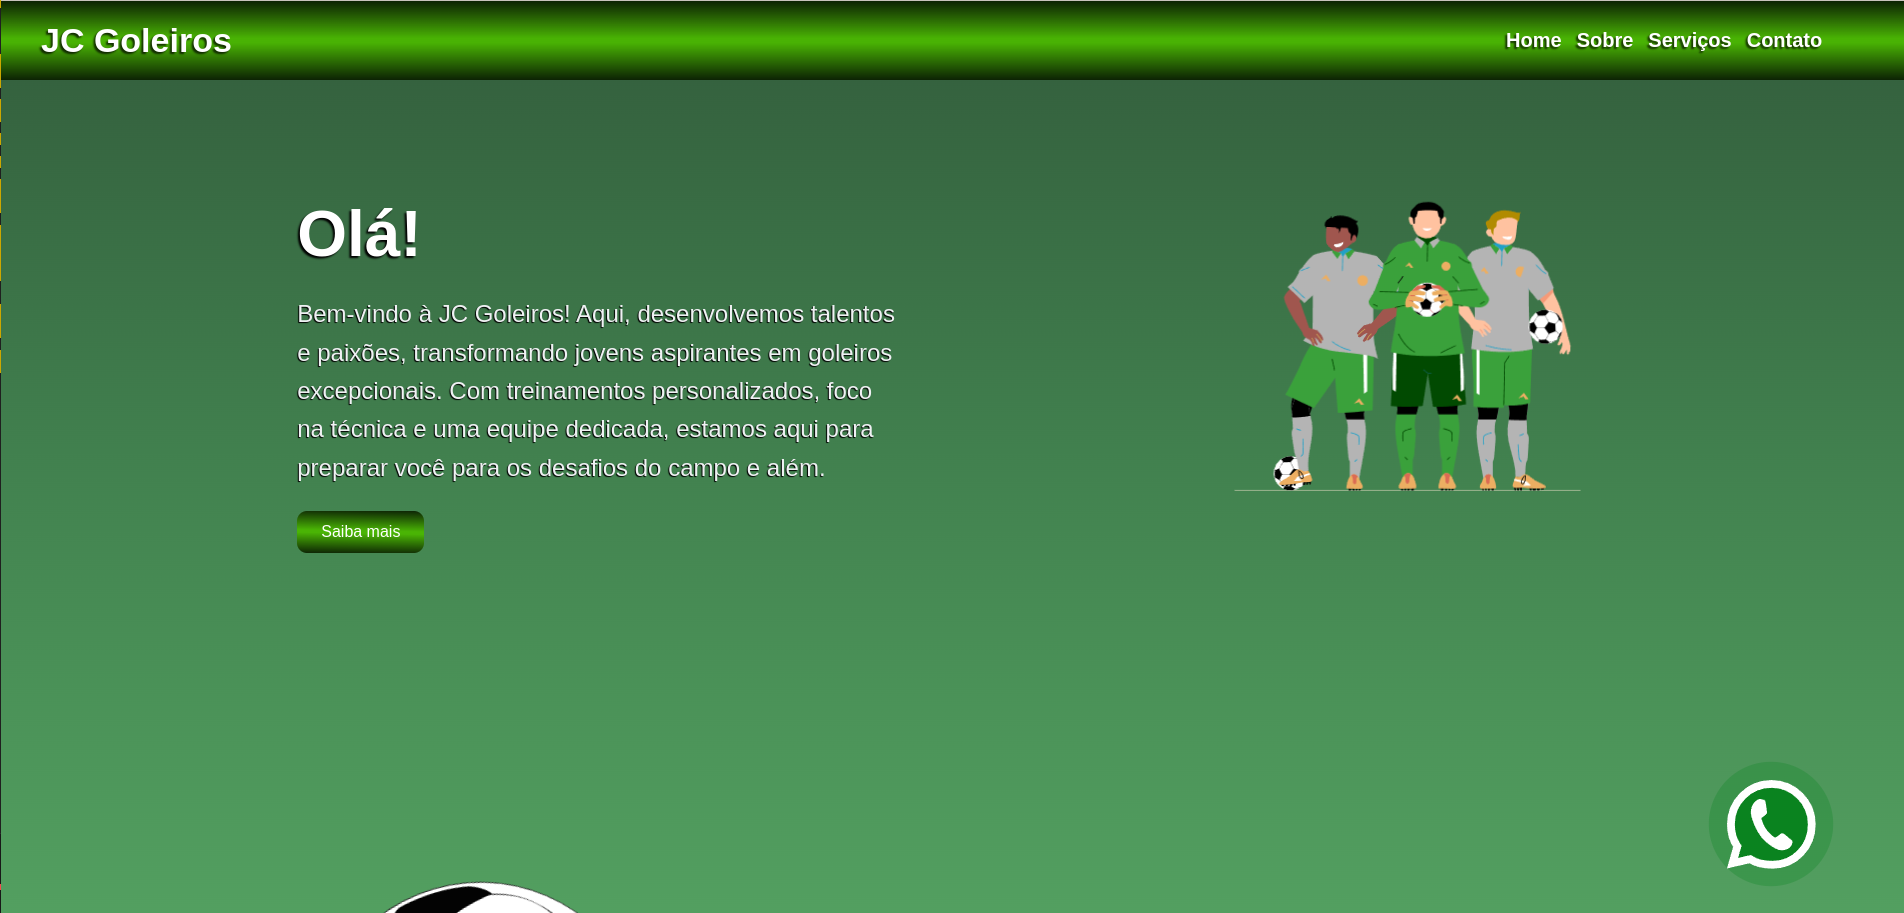 JC Goleiros
Home Sobre Serviços Contato
Olá!
Bem-vindo à JC Goleiros! Aqui, desenvolvemos talentos
e paixões, transformando jovens aspirantes em goleiros
excepcionais. Com treinamentos personalizados, foco
na técnica e uma equipe dedicada, estamos aqui para
preparar você para os desafios do campo e além.
Saiba mais